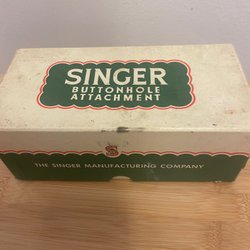 SINGER
BUTTONHOLE
ATTACHMENT
S
THE SINGER MANUFACTURING COMPANY